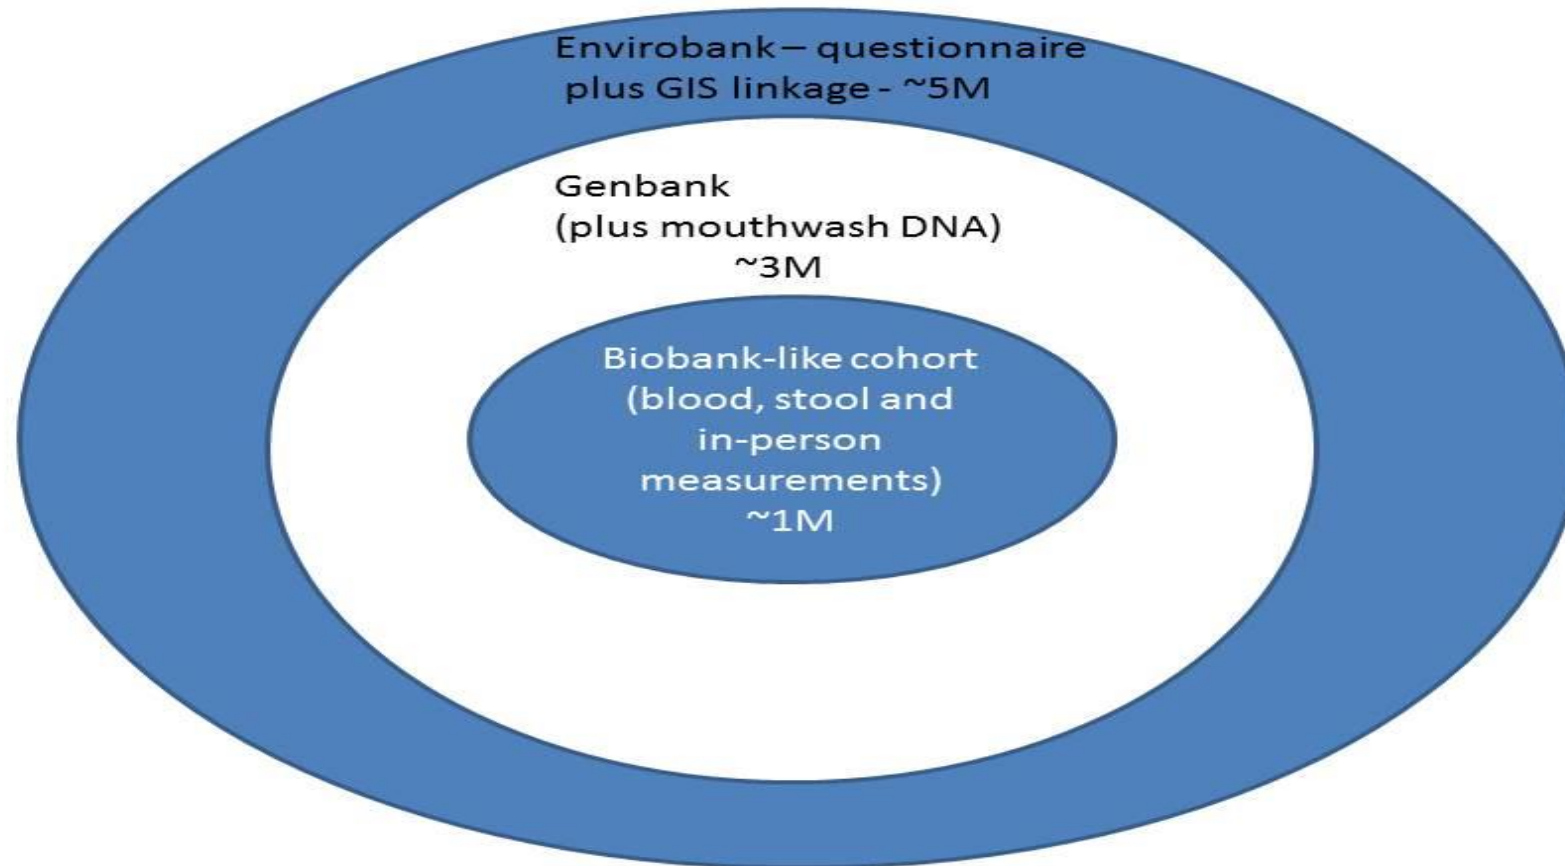 Envirobank – questionnaire
plus GIS linkage - ~5M
Genbank
(plus mouthwash DNA)
~3M
Biobank-like cohort
(blood, stool and
in-person
measurements)
~1M